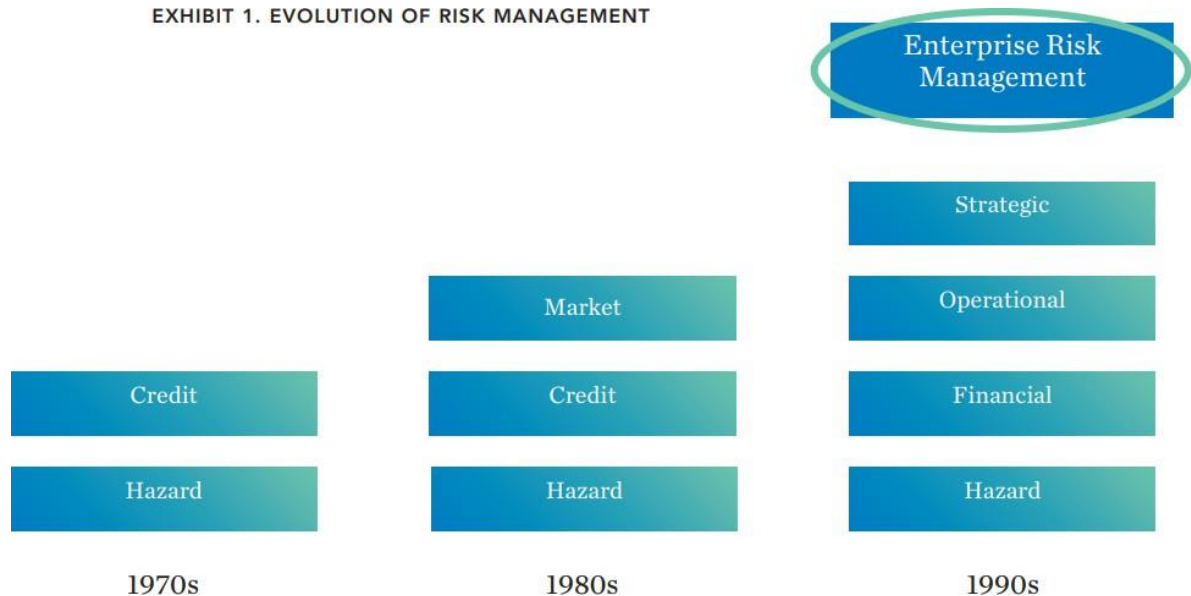 EXHIBIT 1. EVOLUTION OF RISK MANAGEMENT
Enterprise Risk
Management
Strategic
Market
Operational
Credit
Credit
Financial
Hazard
Hazard
Hazard
1970s
1980s
1990s